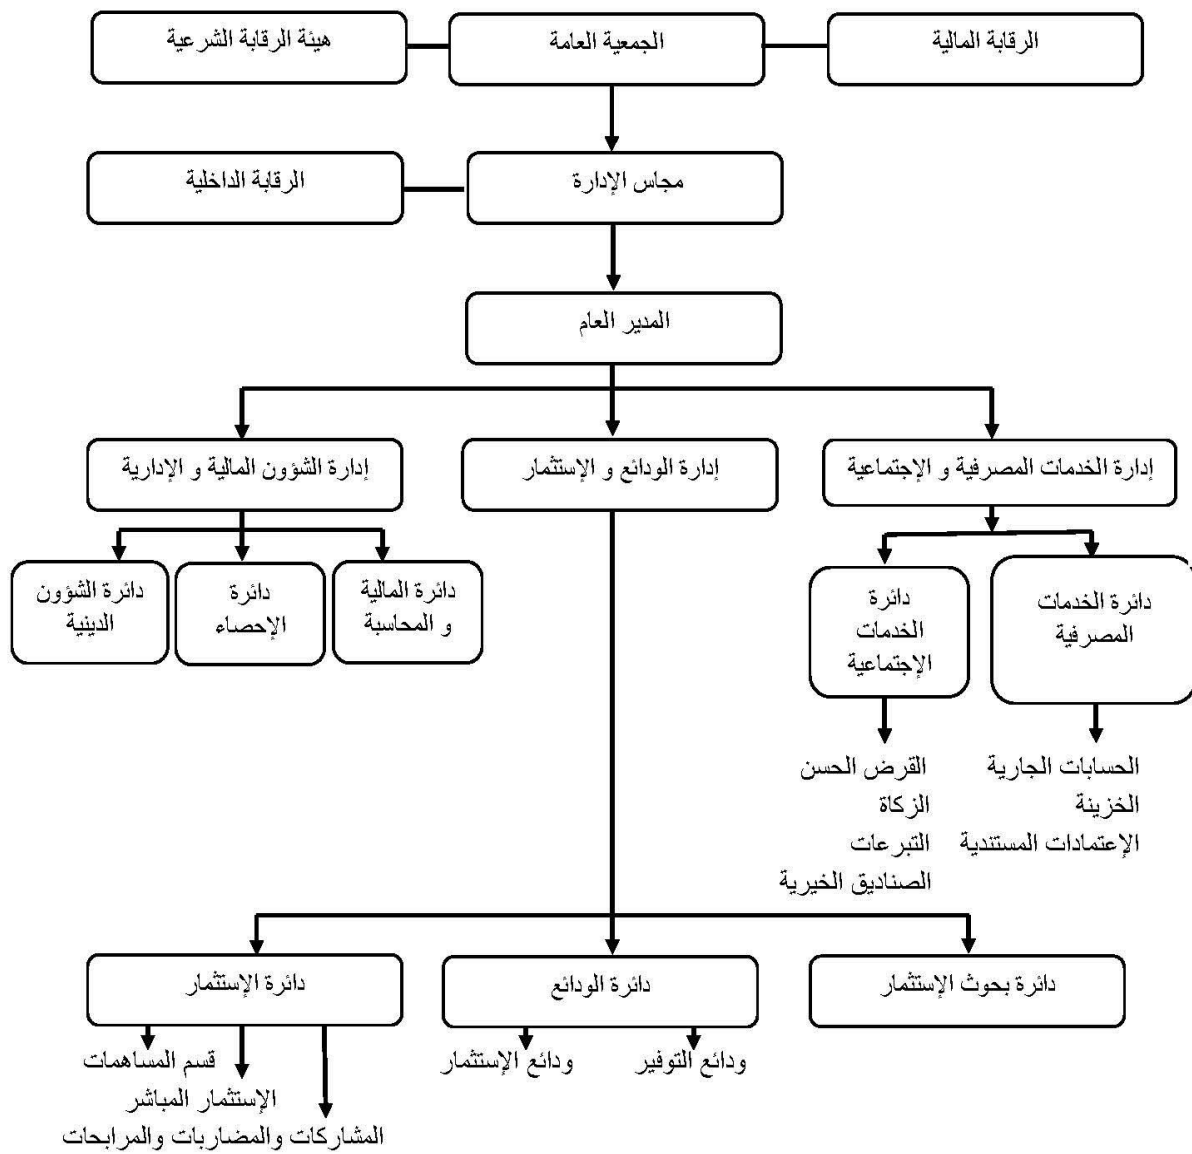 الرقابة المالية
الجمعية العامة
هيئة الرقابة الشرعية
مجاس الإدارة
الرقابة الداخلية
المدير العام
إدارة الخدمات المصرفية و الإجتماعية
إدارة الودائع و الإستثمار
إدارة الشؤون المالية و الإدارية
دائرة الخدمات
المصرفية
دائرة
الخدمات
الإجتماعية
دائرة المالية
و المحاسبة
دائرة
الإحصاء
دائرة الشؤون
الدينية
الحسابات الجارية
الخزينة
الإعتمادات المستندية
القرض الحسن
الزكاة
التبرعات
الصناديق الخيرية
دائرة بحوث الإستثمار
دائرة الودائع
دائرة الإستثمار
ودائع التوفير
ودائع الإستثمار
قسم المساهمات
الإستثمار المباشر
المشاركات والمضاربات والمرابحات